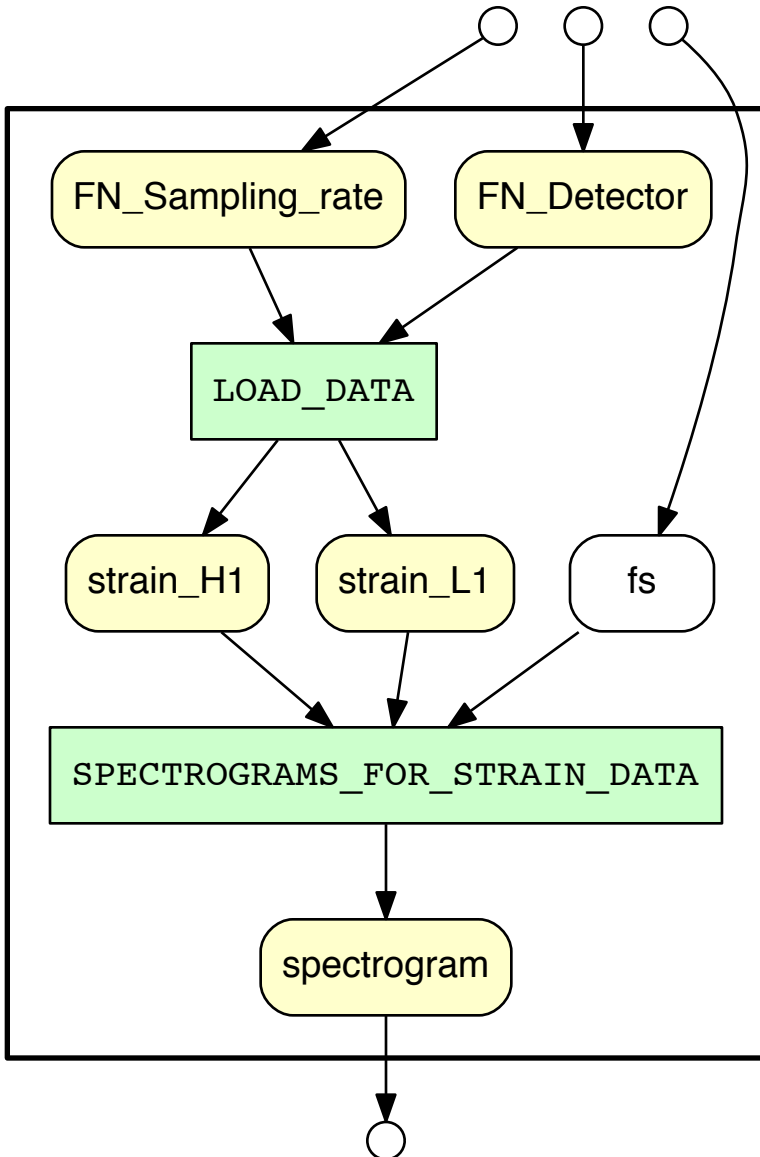 FN_Sampling_rate
FN_Detector
LOAD_DATA
strain_H1
strain_L1
fs
SPECTROGRAMS_FOR_STRAIN_DATA
spectrogram